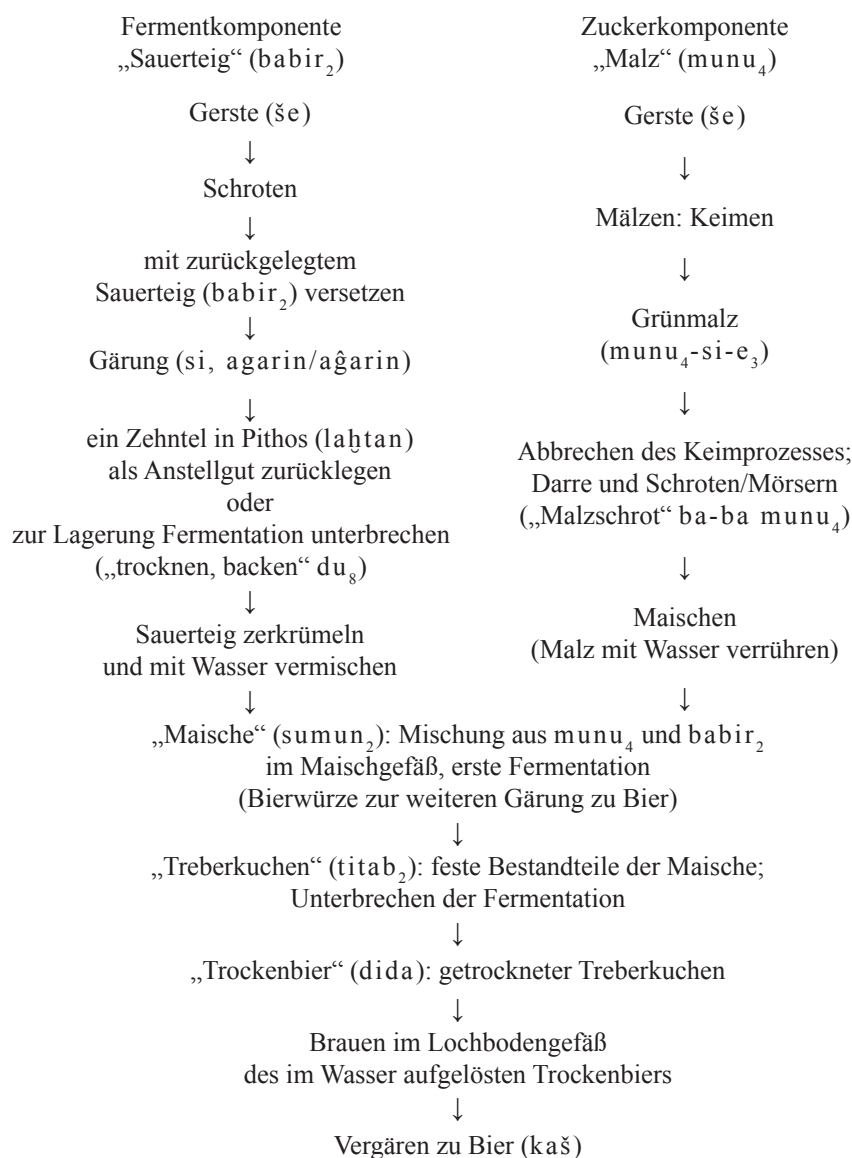 Fermentkomponente
„Sauerteig“ (babir₂)
Gerste (še)
↓
Schroten
↓
mit zurückgelegtem
Sauerteig (babir₂) versetzen
↓
Gärung (si, agarin/aĝarin)
↓
ein Zehntel in Pithos (laḫtan)
als Anstellgut zurücklegen
oder
zur Lagerung Fermentation unterbrechen
(„trocknen, backen“ du₈)
↓
Sauerteig zerkrümeln
und mit Wasser vermischen
↓
Zuckerkomponente
„Malz“ (munu₄)
Gerste (še)
↓
Mälzen: Keimen
↓
Grünmalz
(munu₄-si-e₃)
↓
Abbrechen des Keimprozesses;
Darre und Schroten/Mörsern
(„Malzschrot“ ba-ba munu₄)
↓
Maischen
(Malz mit Wasser verrühren)
↓
„Maische“ (sumun₂): Mischung aus munu₄ und babir₂
im Maischgefäß, erste Fermentation
(Bierwürze zur weiteren Gärung zu Bier)
↓
„Treberkuchen“ (titab₂): feste Bestandteile der Maische;
Unterbrechen der Fermentation
↓
„Trockenbier“ (dida): getrockneter Treberkuchen
↓
Brauen im Lochbodengefäß
des im Wasser aufgelösten Trockenbiers
↓
Vergären zu Bier (kaš)